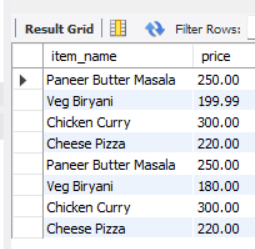 Result Grid Filter Rows:
item_name price
Paneer Butter Masala 250.00
Veg Biryani 199.99
Chicken Curry 300.00
Cheese Pizza 220.00
Paneer Butter Masala 250.00
Veg Biryani 180.00
Chicken Curry 300.00
Cheese Pizza 220.00